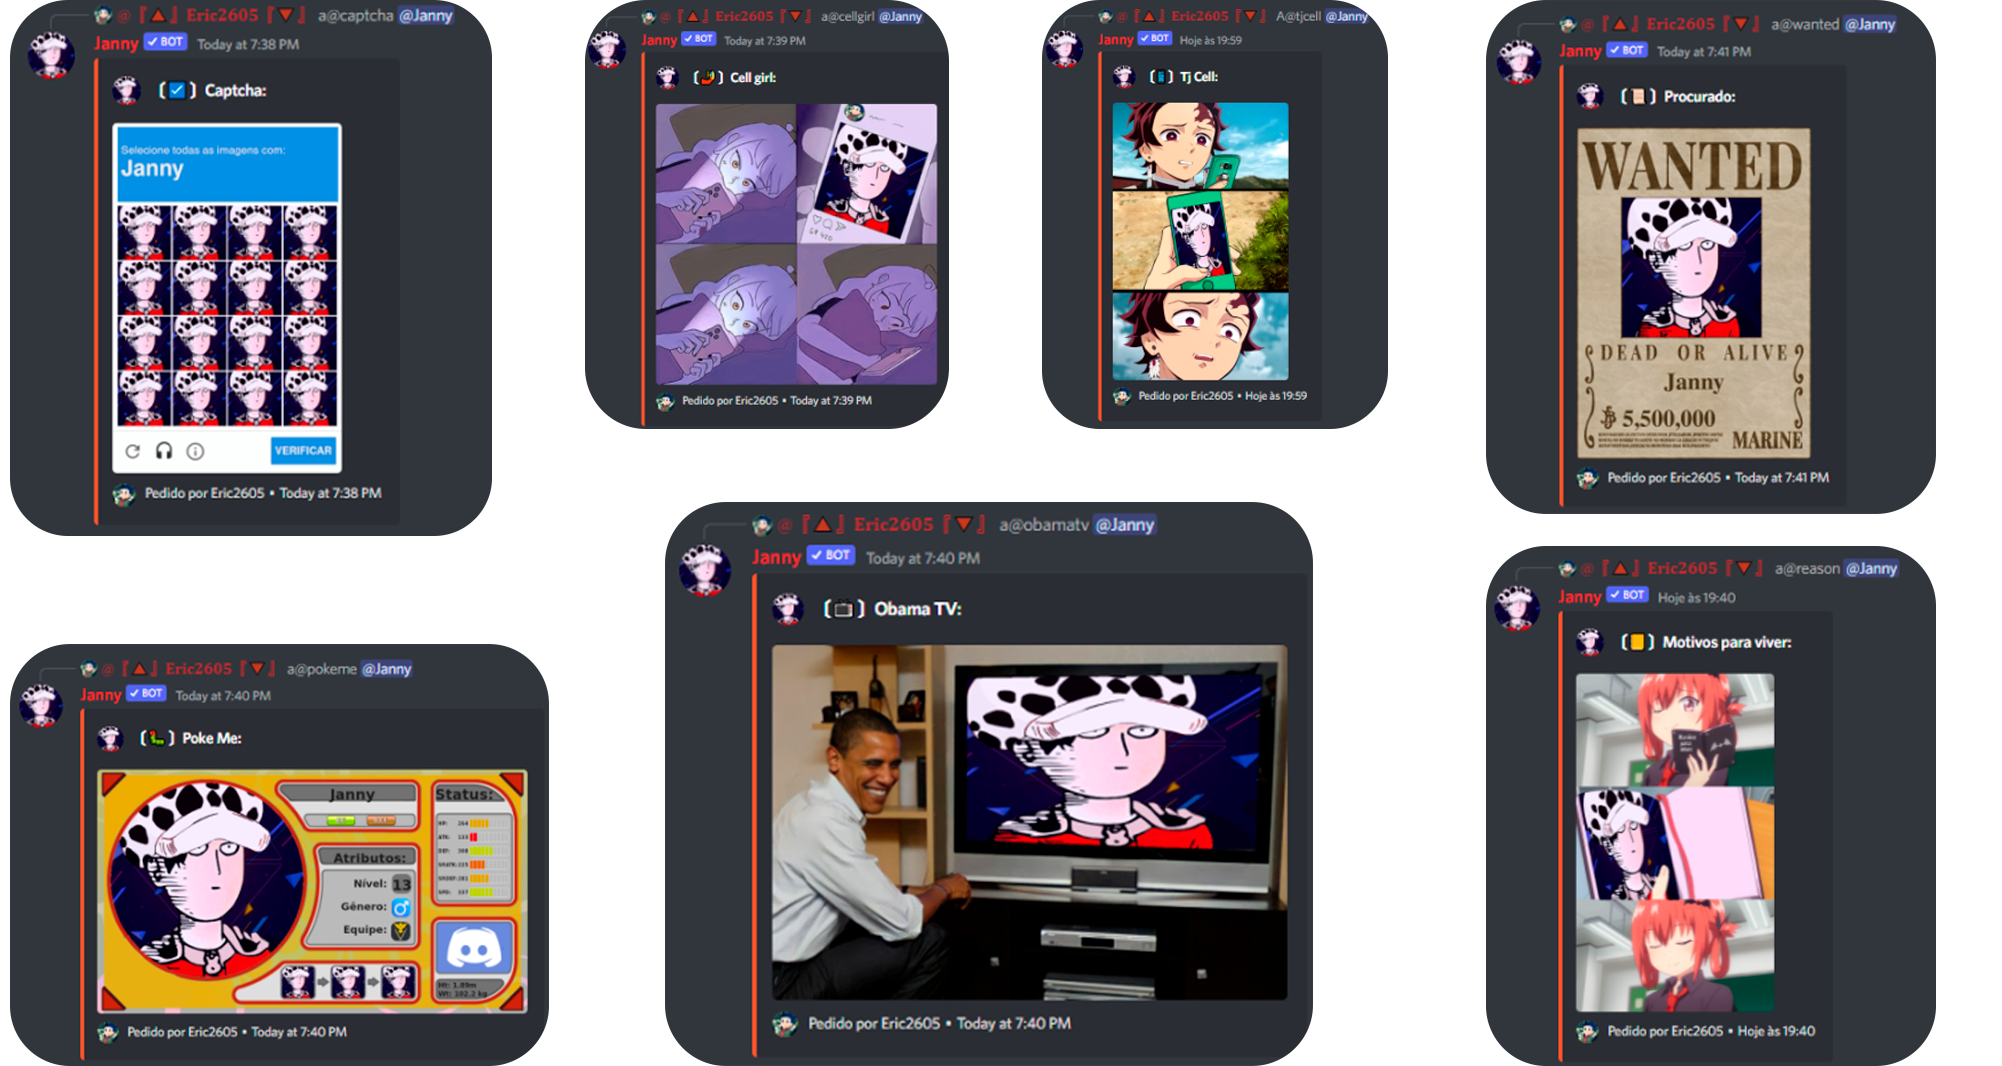 @『▲』Eric2605『▼』 a@captcha @Janny
Janny ✓ BOT Today at 7:38 PM
Captcha:
Selecione todas as imagens com:
Janny
VERIFICAR
Pedido por Eric2605 • Today at 7:38 PM
@『▲』Eric2605『▼』 a@cellgirl @Janny
Janny ✓ BOT Today at 7:39 PM
Cell girl:
Pedido por Eric2605 • Today at 7:39 PM
@『▲』Eric2605『▼』 A@tjcell @Janny
Janny ✓ BOT Hoje às 19:59
Tj Cell:
Pedido por Eric2605 • Hoje às 19:59
@『▲』Eric2605『▼』 a@wanted @Janny
Janny ✓ BOT Today at 7:41 PM
Procurado:
WANTED
DEAD OR ALIVE
Janny
5,500,000
MARINE
Pedido por Eric2605 • Today at 7:41 PM
@『▲』Eric2605『▼』 a@pokeme @Janny
Janny ✓ BOT Today at 7:40 PM
Poke Me:
Janny
Status:
Atributos:
Nível: 13
Gênero:
Equipe:
Ht: 1.89m
Wt: 102.2 kg
Pedido por Eric2605 • Today at 7:40 PM
@『▲』Eric2605『▼』 a@obamatv @Janny
Janny ✓ BOT Today at 7:40 PM
Obama TV:
Pedido por Eric2605 • Today at 7:40 PM
@『▲』Eric2605『▼』 a@reason @Janny
Janny ✓ BOT Hoje às 19:40
Motivos para viver:
Pedido por Eric2605 • Hoje às 19:40